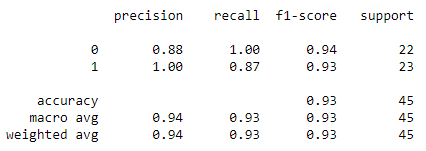 precision recall f1-score support
0 0.88 1.00 0.94 22
1 1.00 0.87 0.93 23
accuracy 0.93 45
macro avg 0.94 0.93 0.93 45
weighted avg 0.94 0.93 0.93 45